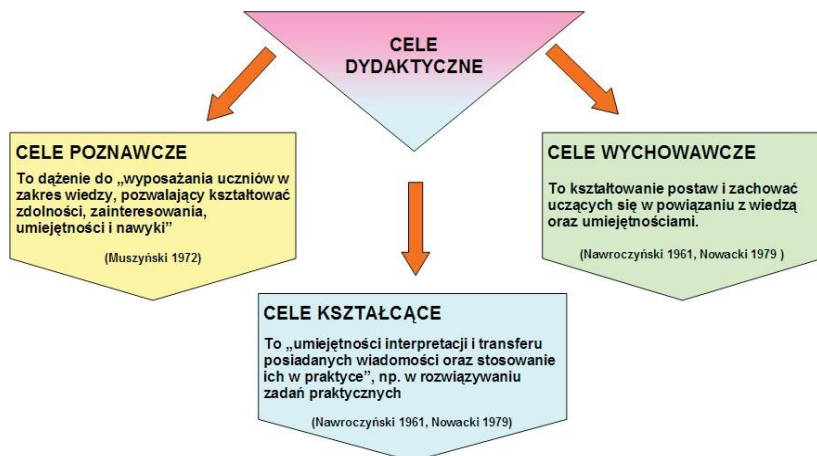 CELE
DYDAKTYCZNE
CELE POZNAWCZE
To dążenie do „wyposażania uczniów w
zakres wiedzy, pozwalający kształtować
zdolności, zainteresowania,
umiejętności i nawyki”
(Muszyński 1972)
CELE WYCHOWAWCZE
To kształtowanie postaw i zachować
uczących się w powiązaniu z wiedzą
oraz umiejętnościami.
(Nawroczyński 1961, Nowacki 1979 )
CELE KSZTAŁCĄCE
To „umiejętności interpretacji i transferu
posiadanych wiadomości oraz stosowanie
ich w praktyce”, np. w rozwiązywaniu
zadań praktycznych
(Nawroczyński 1961, Nowacki 1979)